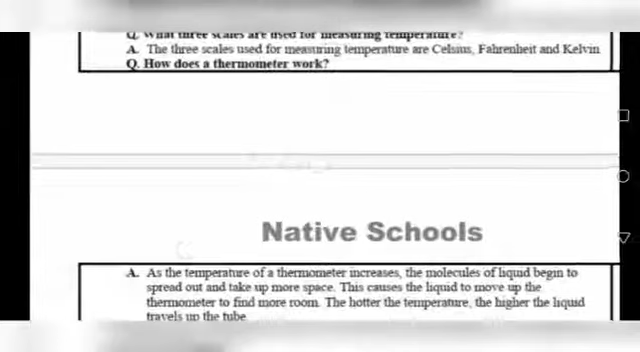 Q. What three scales are used for measuring temperature?
A. The three scales used for measuring temperature are Celsius, Fahrenheit and Kelvin
Q. How does a thermometer work?
Native Schools
A. As the temperature of a thermometer increases, the molecules of liquid begin to
spread out and take up more space. This causes the liquid to move up the
thermometer to find more room. The hotter the temperature, the higher the liquid
travels up the tube